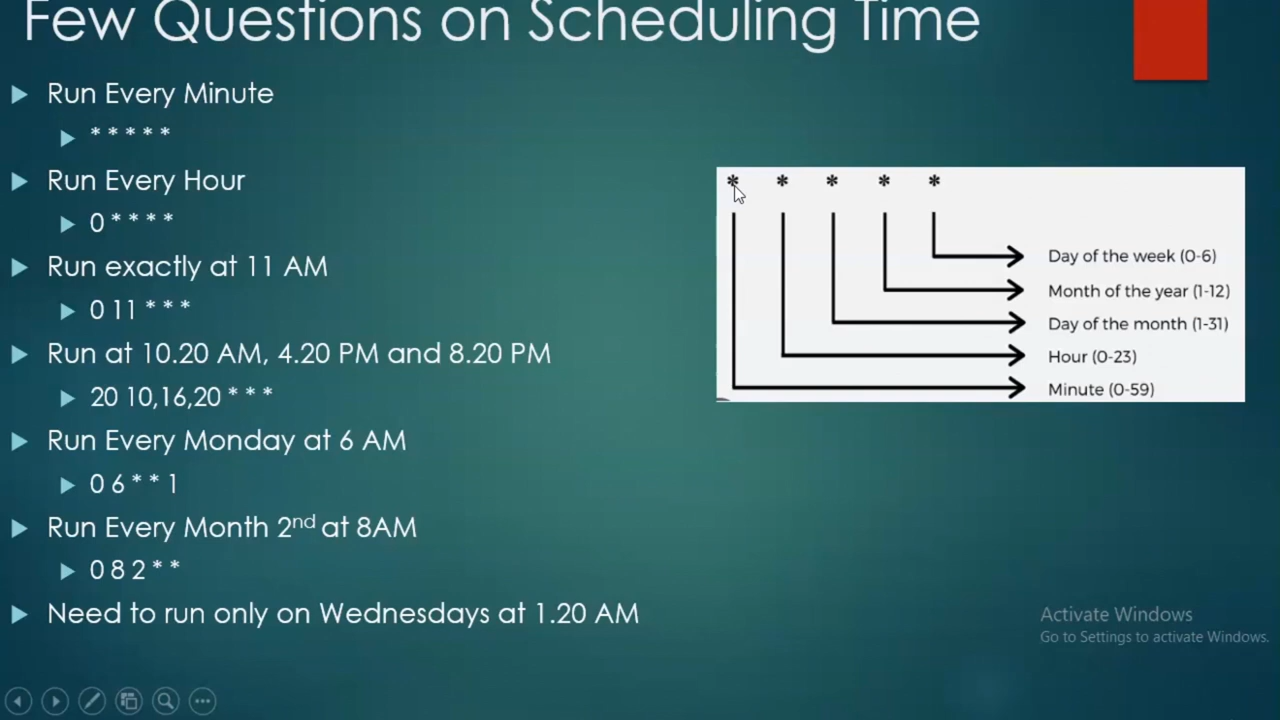 Few Questions on Scheduling Time
Run Every Minute
* * * * *
Run Every Hour
0 * * * *
Run exactly at 11 AM
0 11 * * *
Run at 10.20 AM, 4.20 PM and 8.20 PM
20 10,16,20 * * *
Run Every Monday at 6 AM
0 6 * * 1
Run Every Month 2nd at 8AM
0 8 2 * *
Need to run only on Wednesdays at 1.20 AM
* * * * *
Day of the week (0-6)
Month of the year (1-12)
Day of the month (1-31)
Hour (0-23)
Minute (0-59)
Activate Windows
Go to Settings to activate Windows.